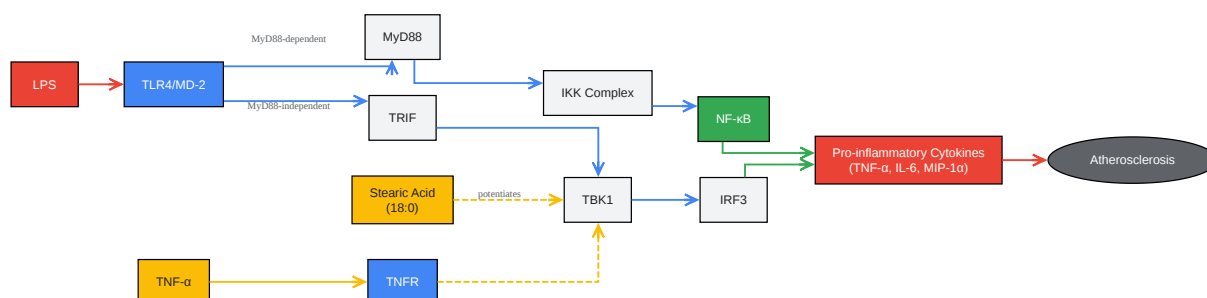 MyD88-dependent
MyD88
LPS
TLR4/MD-2
IKK Complex
MyD88-independent
TRIF
NF-κB
Pro-inflammatory Cytokines
(TNF-α, IL-6, MIP-1α)
Atherosclerosis
Stearic Acid
(18:0)
potentiates
TBK1
IRF3
TNF-α
TNFR